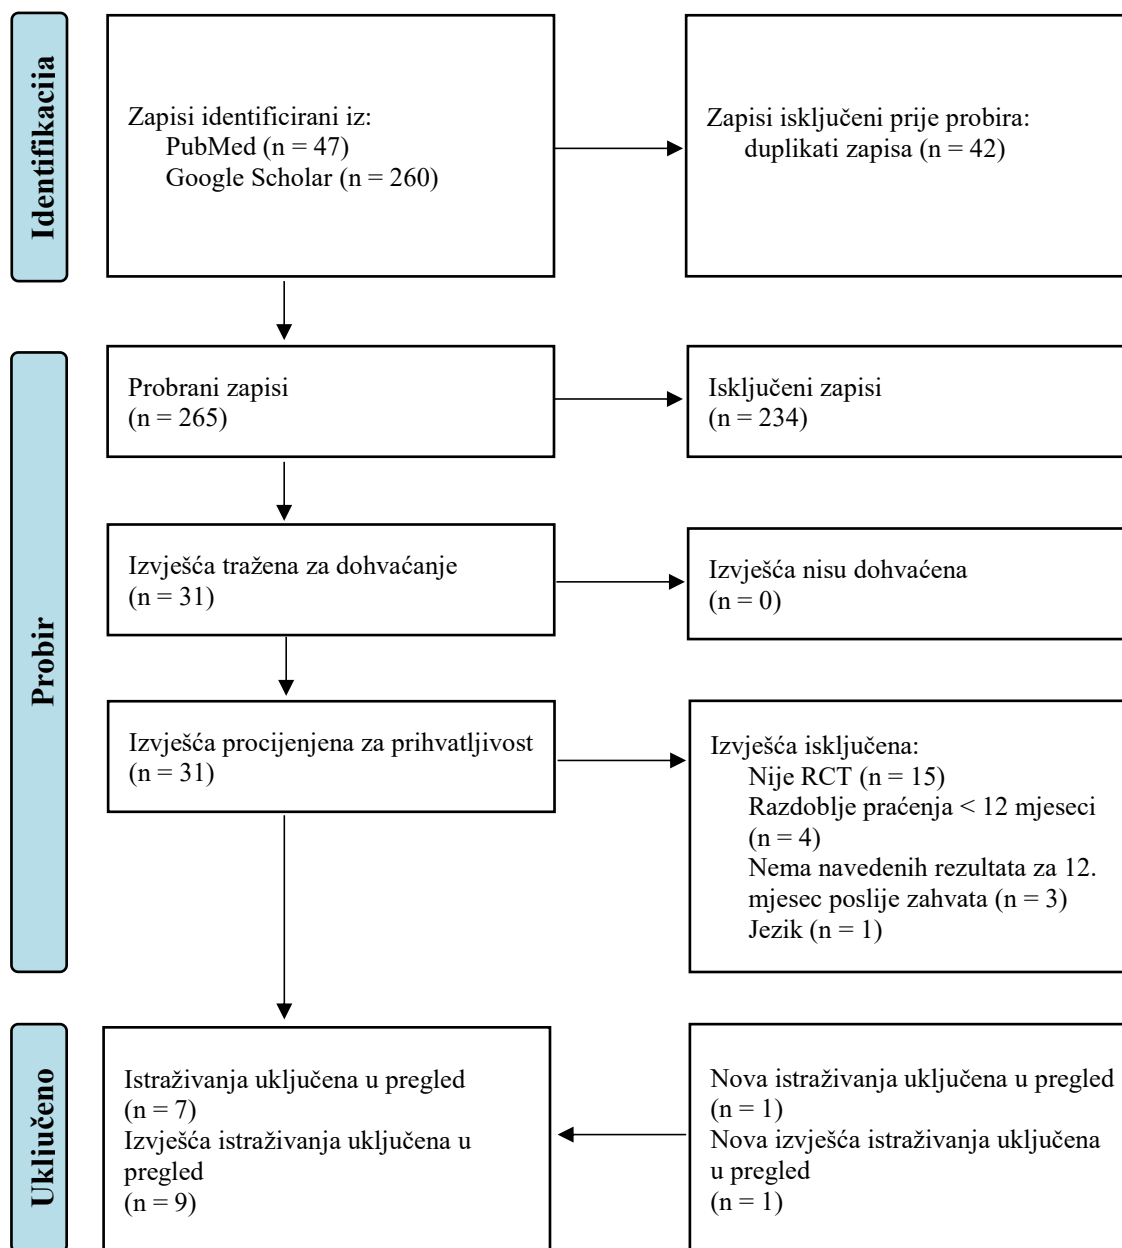 Identifikacija
Zapisi identificirani iz:
PubMed (n = 47)
Google Scholar (n = 260)
Zapisi isključeni prije probira:
duplikati zapisa (n = 42)
Probir
Probrani zapisi
(n = 265)
Isključeni zapisi
(n = 234)
Izvješća tražena za dohvaćanje
(n = 31)
Izvješća nisu dohvaćena
(n = 0)
Izvješća procijenjena za prihvatljivost
(n = 31)
Izvješća isključena:
Nije RCT (n = 15)
Razdoblje praćenja < 12 mjeseci
(n = 4)
Nema navedenih rezultata za 12.
mjesec poslije zahvata (n = 3)
Jezik (n = 1)
Uključeno
Istraživanja uključena u pregled
(n = 7)
Izvješća istraživanja uključena u
pregled
(n = 9)
Nova istraživanja uključena u pregled
(n = 1)
Nova izvješća istraživanja uključena
u pregled
(n = 1)